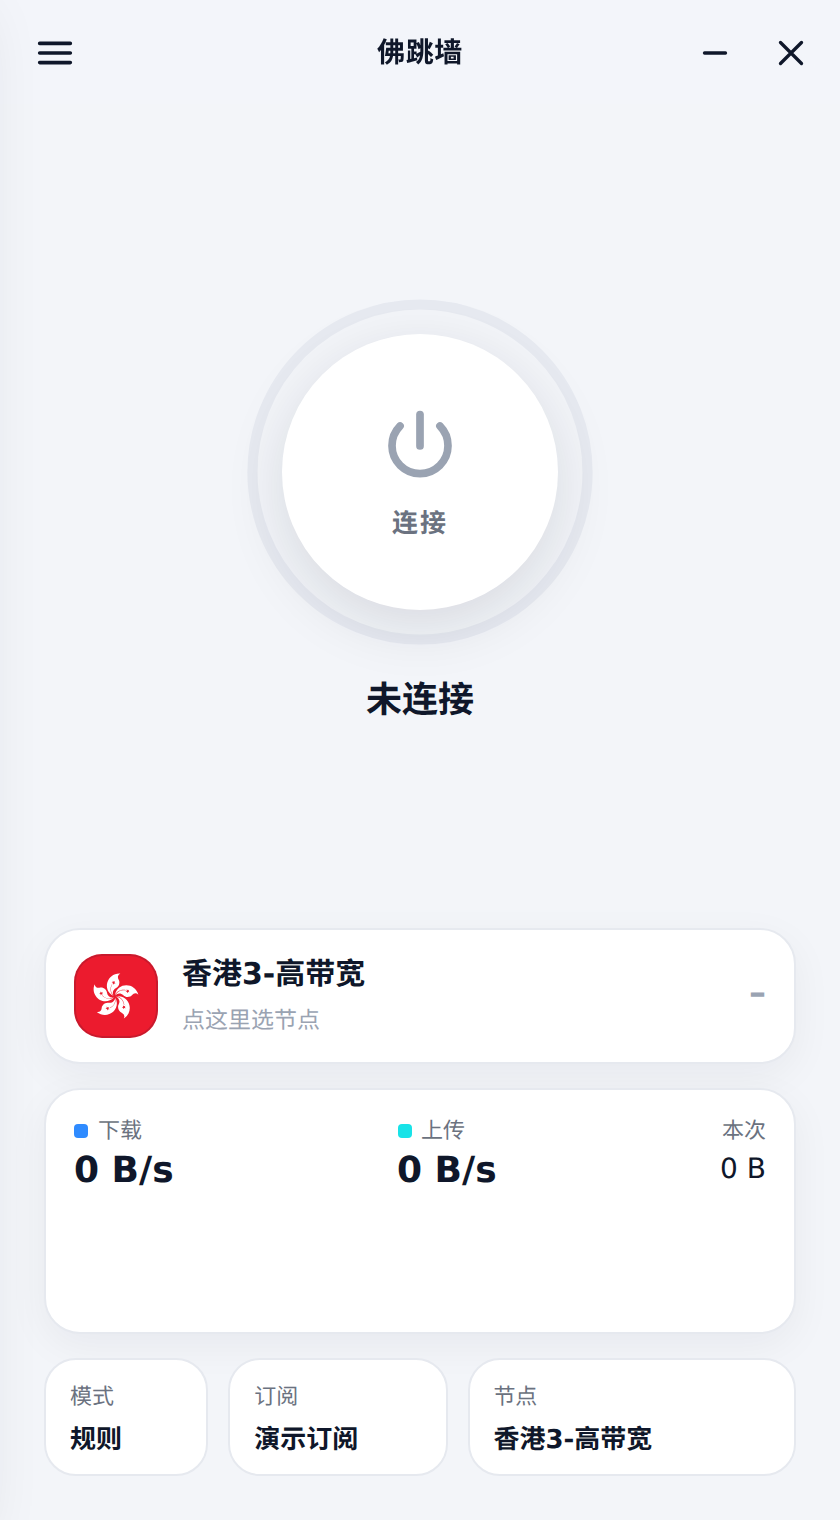 佛跳墙
连接
未连接
香港3-高带宽
点这里选节点
–
下载
上传
本次
0 B/s
0 B/s
0 B
模式
订阅
节点
规则
演示订阅
香港3-高带宽